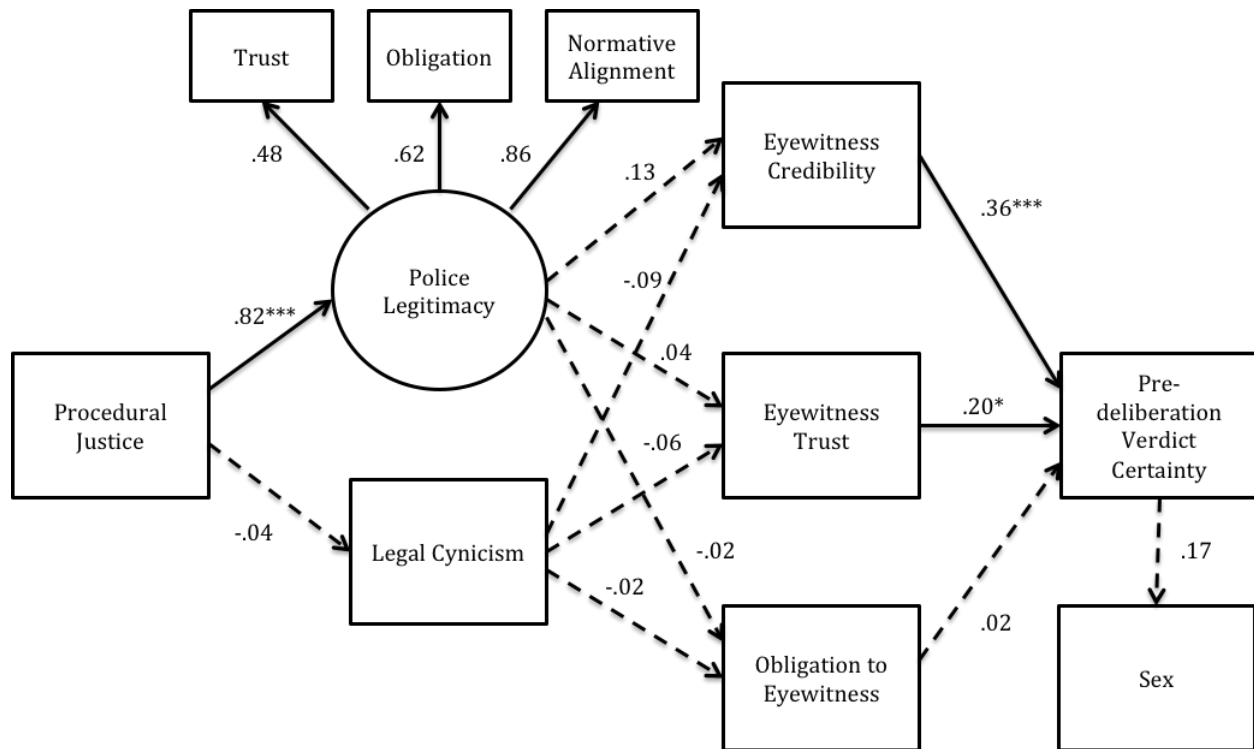 Trust
Obligation
Normative
Alignment
.48
.62
.86
Eyewitness
Credibility
.13
.36***
-.09
Police
Legitimacy
.82***
.04
Procedural
Justice
Eyewitness
Trust
.20*
Pre-
deliberation
Verdict
Certainty
-.06
-.04
Legal Cynicism
-.02
-.02
.17
.02
Obligation to
Eyewitness
Sex